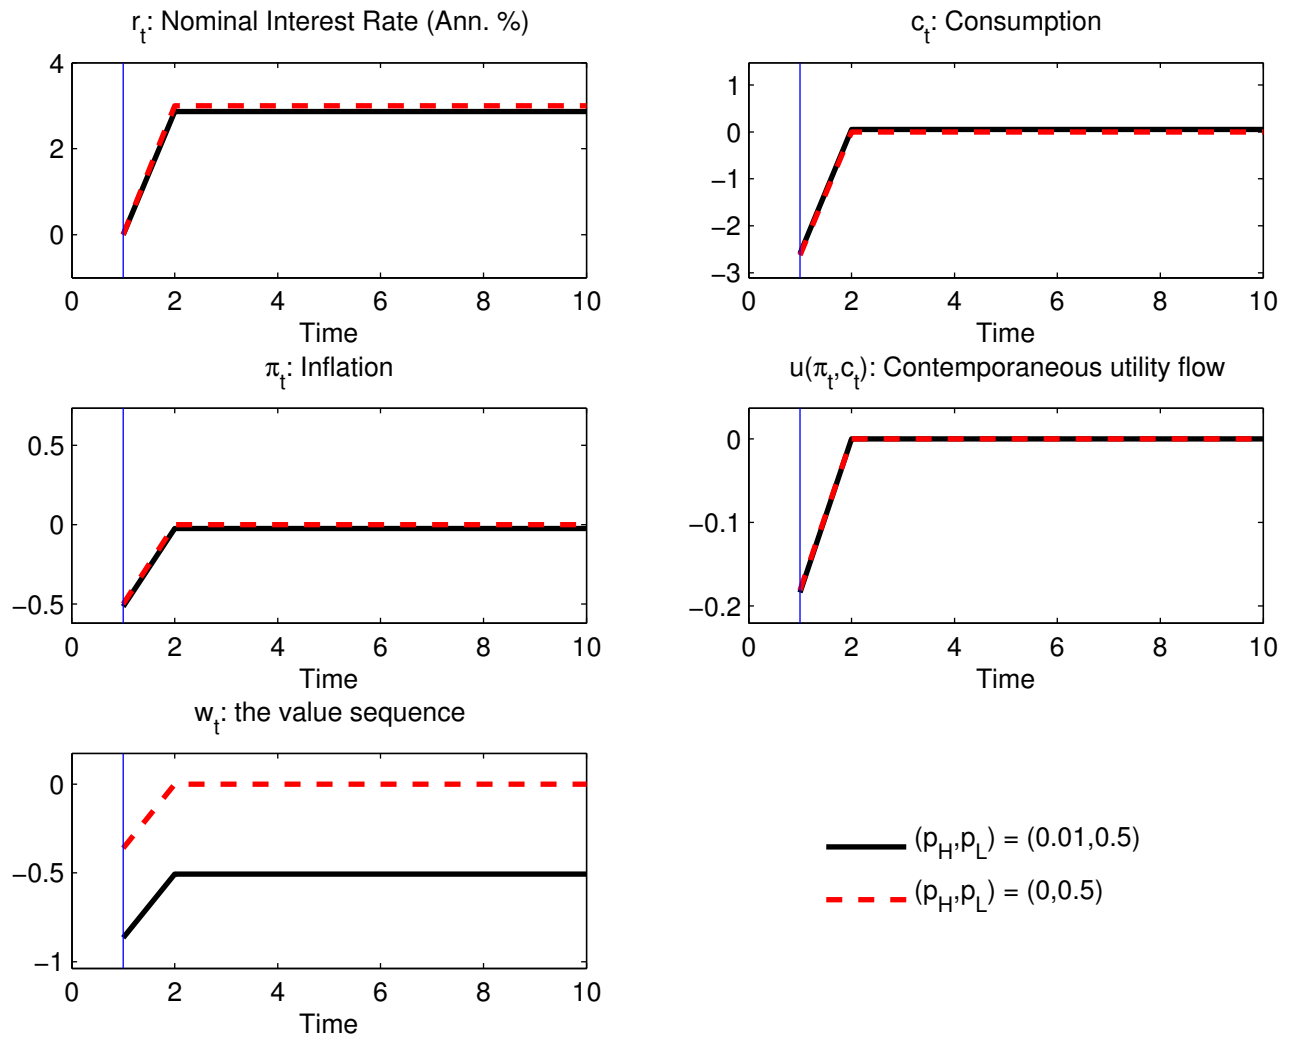 r_t: Nominal Interest Rate (Ann. %)
4
2
0
0 2 4 6 8 10
Time
c_t: Consumption
1
0
−1
−2
−3
0 2 4 6 8 10
Time
π_t: Inflation
0.5
0
−0.5
0 2 4 6 8 10
Time
u(π_t,c_t): Contemporaneous utility flow
0
−0.1
−0.2
0 2 4 6 8 10
Time
w_t: the value sequence
0
−0.5
−1
0 2 4 6 8 10
Time
(p_H,p_L) = (0.01,0.5)
(p_H,p_L) = (0,0.5)